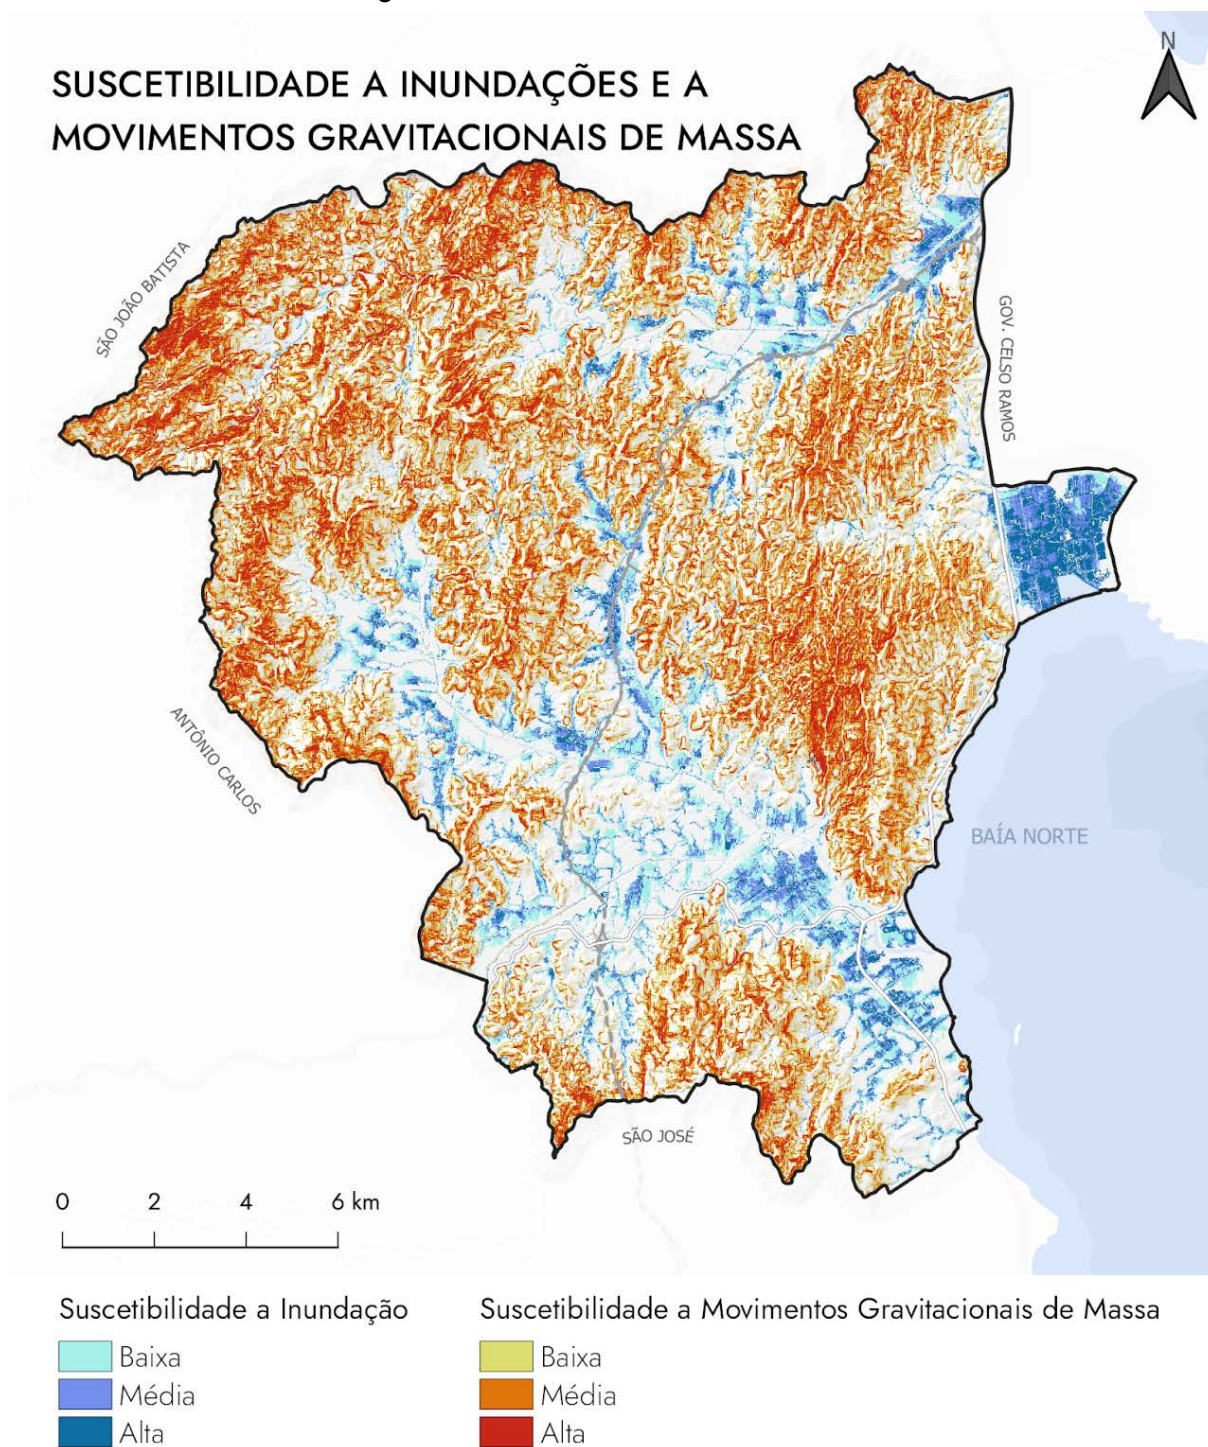 SUSCETIBILIDADE A INUNDAÇÕES E A
MOVIMENTOS GRAVITACIONAIS DE MASSA
N
SÃO JOÃO BATISTA
GOV. CELSO RAMOS
ANTÔNIO CARLOS
BAÍA NORTE
SÃO JOSÉ
0 2 4 6 km
Suscetibilidade a Inundação
Baixa
Média
Alta
Suscetibilidade a Movimentos Gravitacionais de Massa
Baixa
Média
Alta